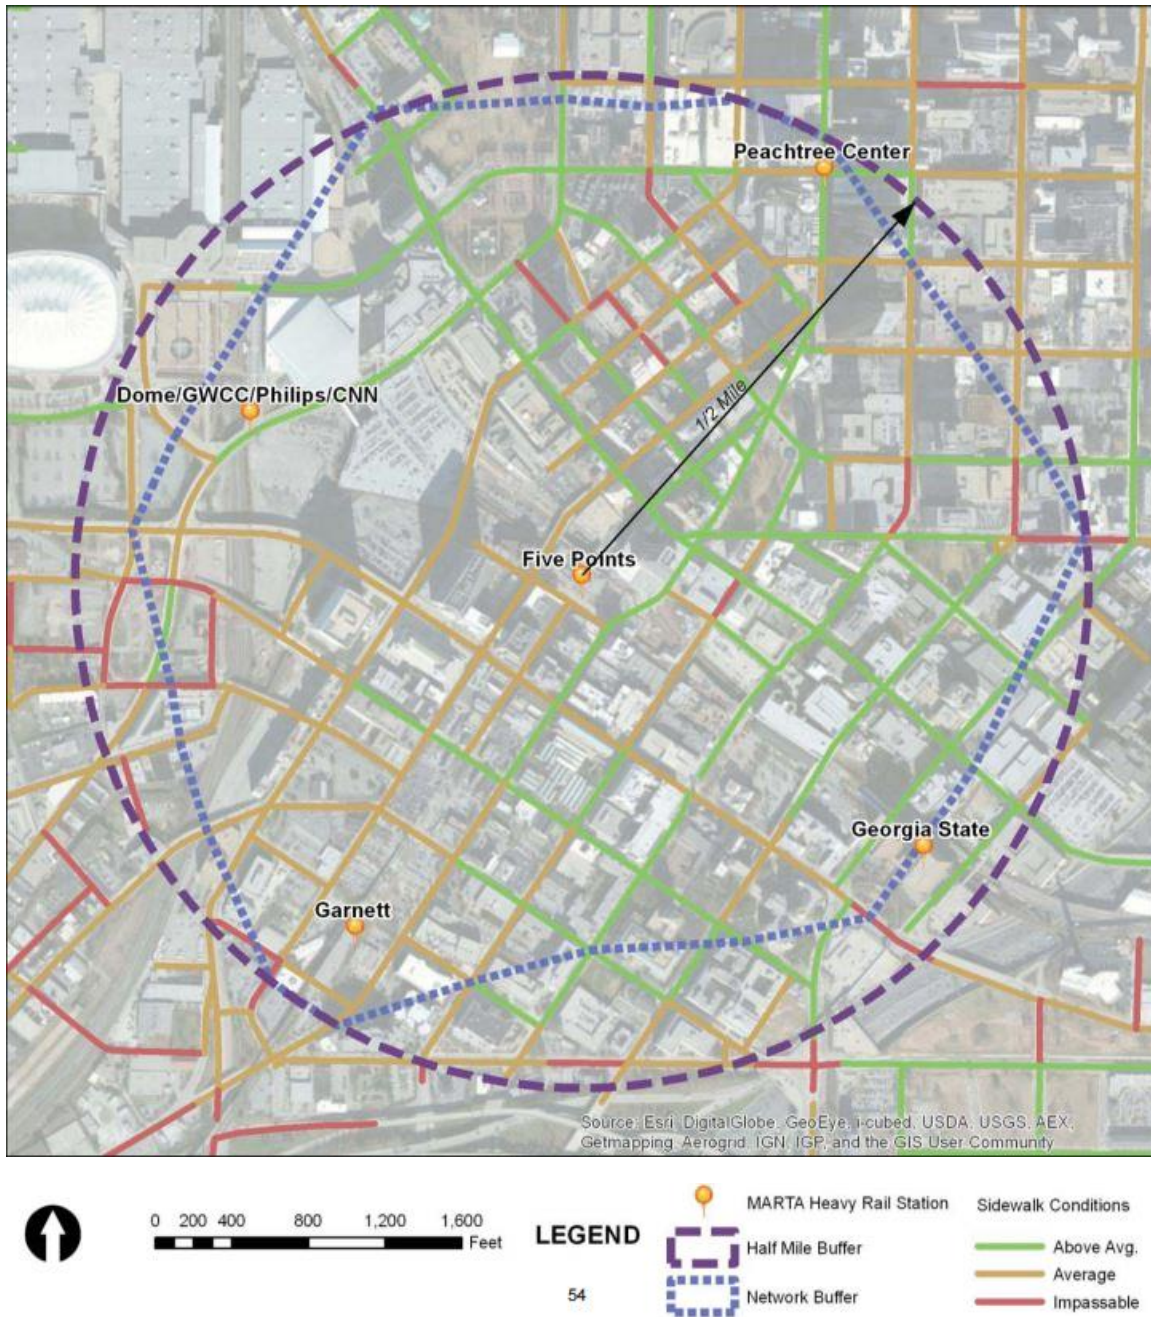 Peachtree Center
Dome/GWCC/Philips/CNN
1/2 Mile
Five Points
Georgia State
Garnett
Source: Esri, DigitalGlobe, GeoEye, i-cubed, USDA, USGS, AEX,
Getmapping, Aerogrid, IGN, IGP, and the GIS User Community
0 200 400 800 1,200 1,600
Feet
LEGEND
54
MARTA Heavy Rail Station
Half Mile Buffer
Network Buffer
Sidewalk Conditions
Above Avg.
Average
Impassable